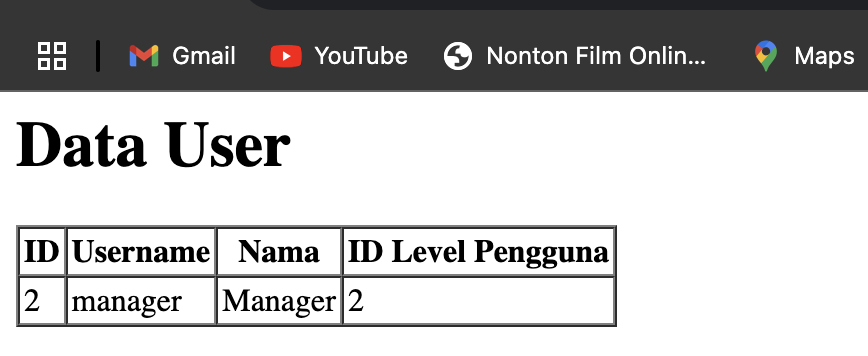 Gmail YouTube Nonton Film Onlin... Maps
Data User
ID Username Nama ID Level Pengguna
2 manager Manager 2